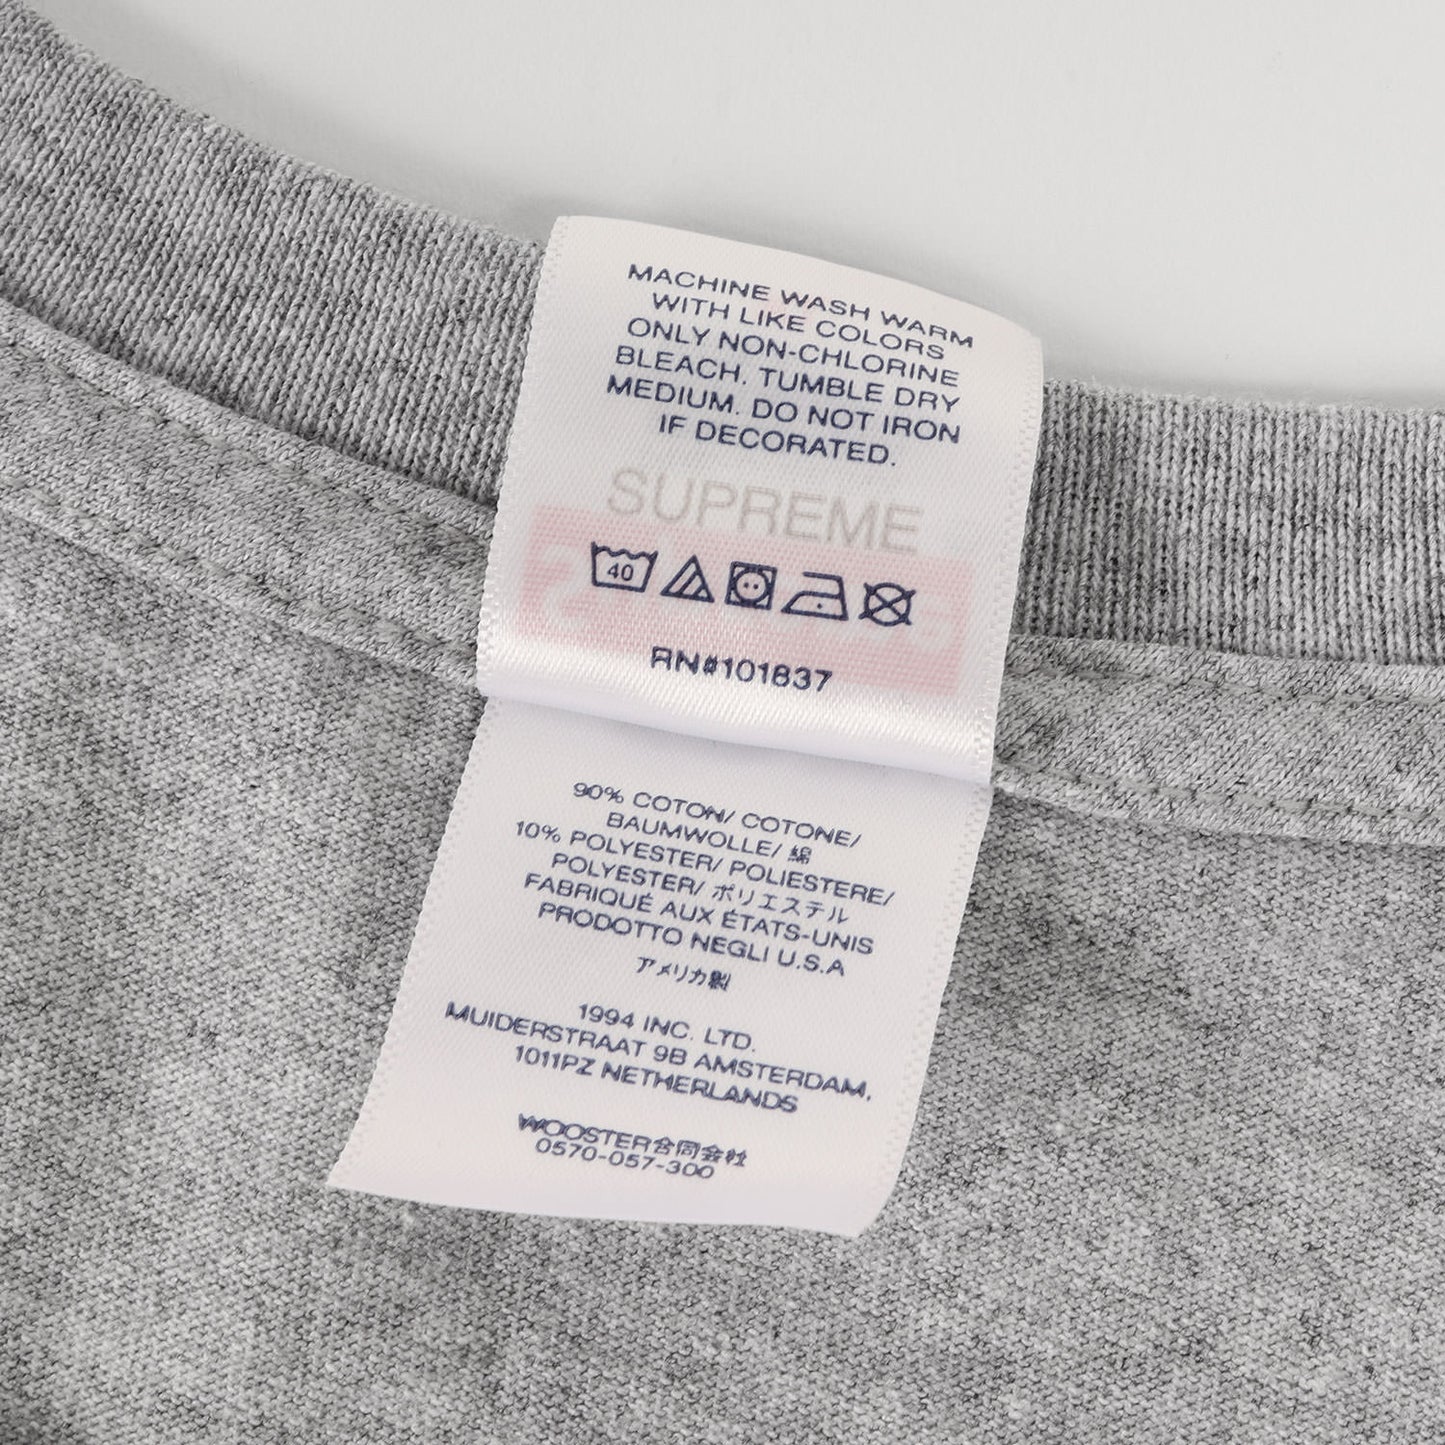 MACHINE WASH WARM
WITH LIKE COLORS
ONLY NON-CHLORINE
BLEACH. TUMBLE DRY
MEDIUM. DO NOT IRON
IF DECORATED.
SUPREME
40
RN#101837
90% COTON/ COTONE/
BAUMWOLLE/ 綿
10% POLYESTER/ POLIESTERE/
POLYESTER/ ポリエステル
FABRIQUÉ AUX ÉTATS-UNIS
PRODOTTO NEGLI U.S.A
アメリカ製
1994 INC. LTD.
MUIDERSTRAAT 9B AMSTERDAM,
1011PZ NETHERLANDS
WOOSTER合同会社
0570-057-300